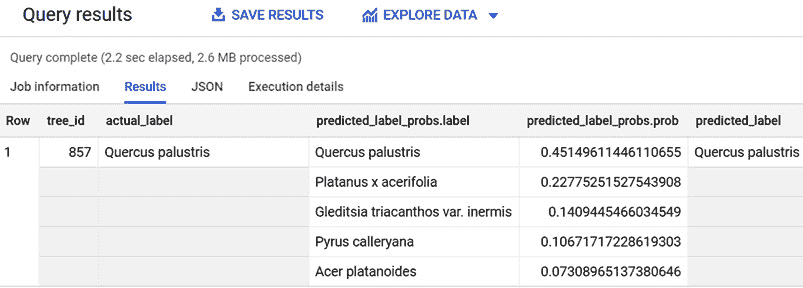 Query results SAVE RESULTS EXPLORE DATA
Query complete (2.2 sec elapsed, 2.6 MB processed)
Job information Results JSON Execution details
Row tree_id actual_label predicted_label_probs.label predicted_label_probs.prob predicted_label
1 857 Quercus palustris Quercus palustris 0.45149611446110655 Quercus palustris
Platanus x acerifolia 0.22775251527543908
Gleditsia triacanthos var. inermis 0.1409445466034549
Pyrus calleryana 0.10671717228619303
Acer platanoides 0.07308965137380646